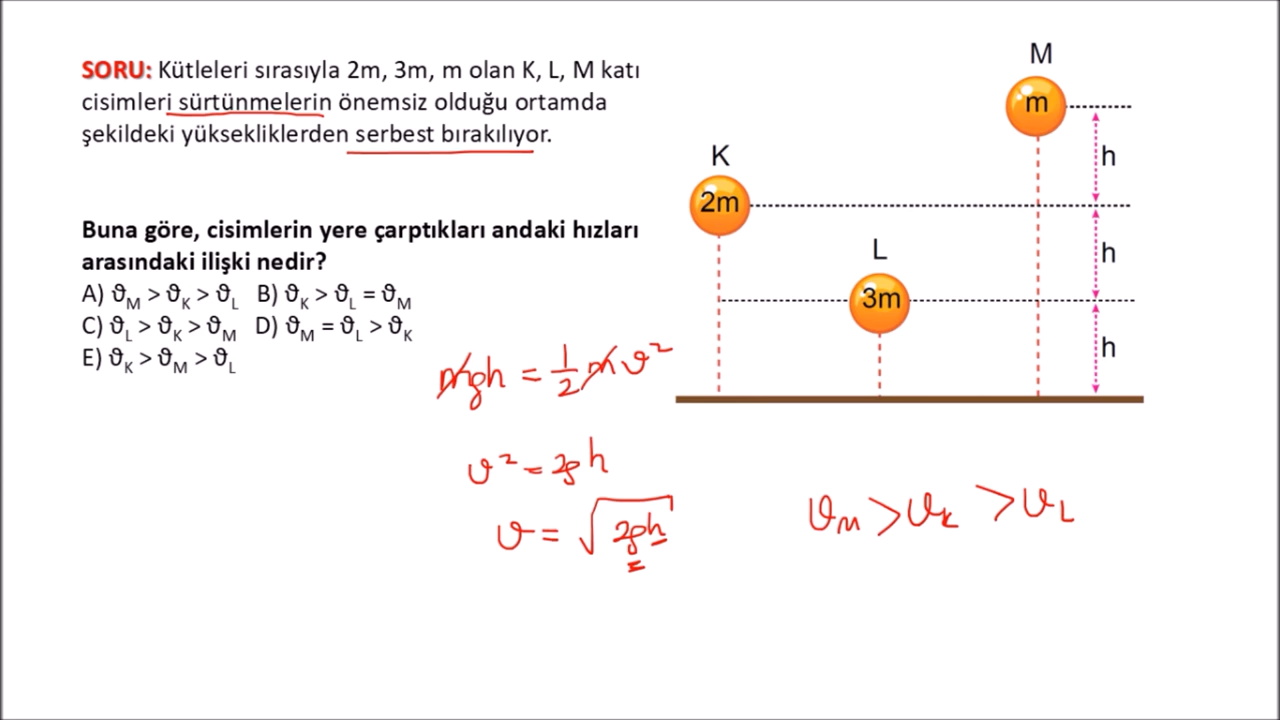 SORU: Kütleleri sırasıyla 2m, 3m, m olan K, L, M katı
cisimleri sürtünmelerin önemsiz olduğu ortamda
şekildeki yüksekliklerden serbest bırakılıyor.
Buna göre, cisimlerin yere çarptıkları andaki hızları
arasındaki ilişki nedir?
A) ϑM > ϑK > ϑL B) ϑK > ϑL = ϑM
C) ϑL > ϑK > ϑM D) ϑM = ϑL > ϑK
E) ϑK > ϑM > ϑL
M
m
h
K
2m
h
L
3m
h
mgh = 1/2 mϑ²
ϑ² = 2gh
ϑ = √2gh
ϑM > ϑK > ϑL